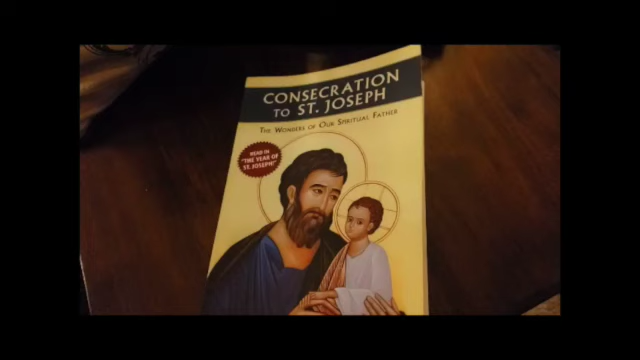 CONSECRATION
TO ST. JOSEPH
THE WONDERS OF OUR SPIRITUAL FATHER
READ IN
"THE YEAR OF
ST. JOSEPH!"